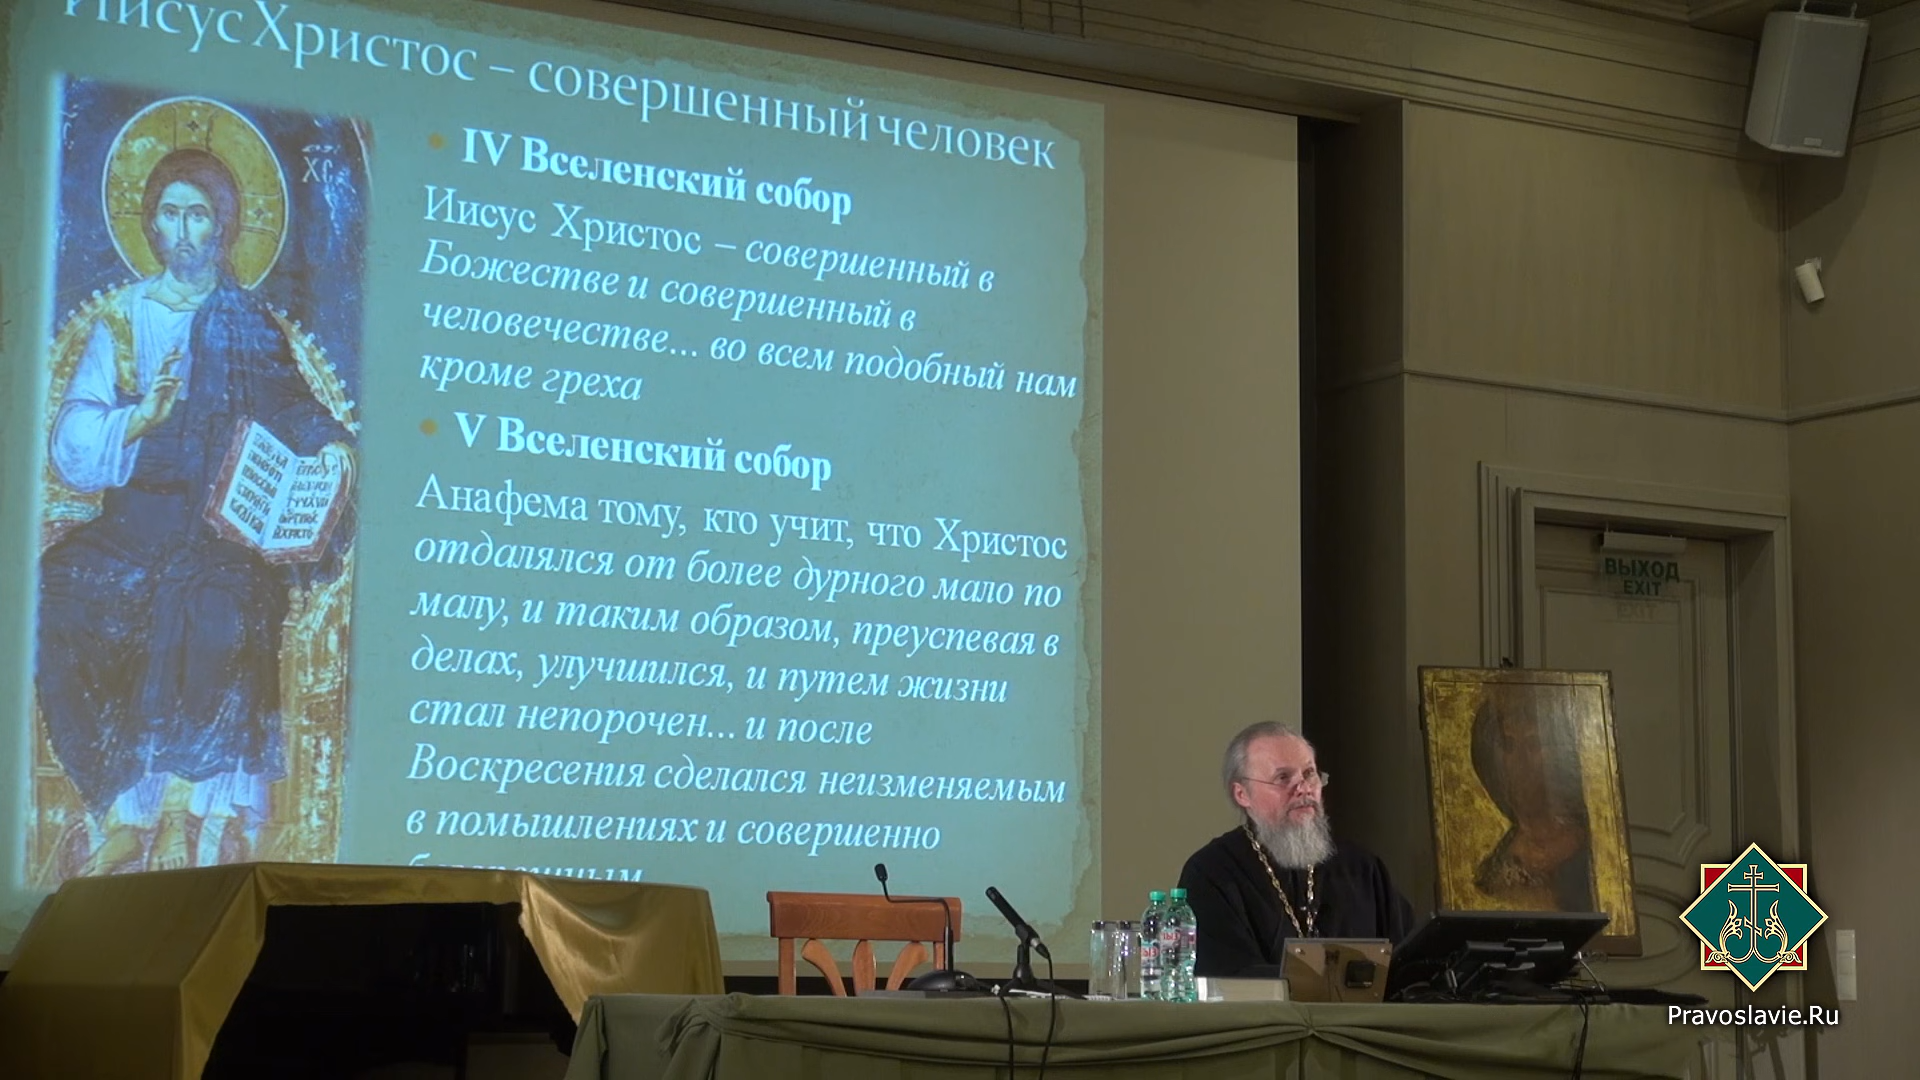 Иисус Христос – совершенный человек
ХС
IV Вселенский собор
Иисус Христос – совершенный в
Божестве и совершенный в
человечестве... во всем подобный нам
кроме греха
V Вселенский собор
Анафема тому, кто учит, что Христос
отдалялся от более дурного мало по
малу, и таким образом, преуспевая в
делах, улучшился, и путем жизни
стал непорочен... и после
Воскресения сделался неизменяемым
в помышлениях и совершенно
ВЫХОД
EXIT
Pravoslavie.Ru